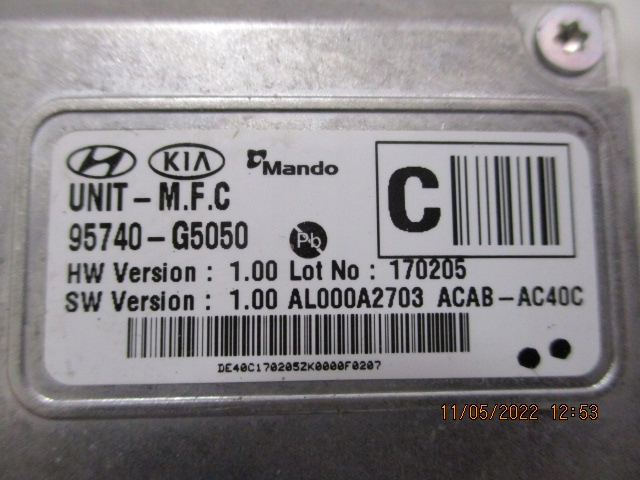 HYUNDAI KIA Mando
UNIT-M.F.C
95740-G5050 Pb
C
HW Version : 1.00 Lot No : 170205
SW Version : 1.00 AL000A2703 ACAB-AC40C
DE40C170205ZK0000F0207
11/05/2022 12:53